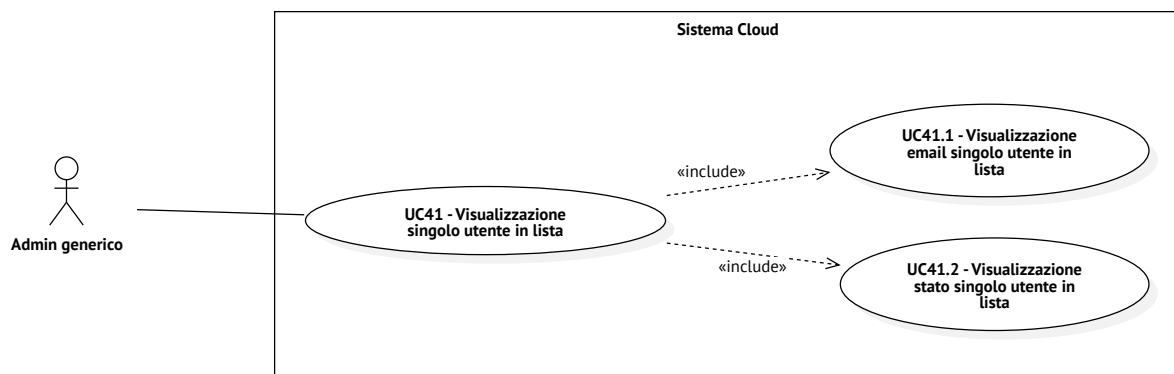 Sistema Cloud
UC41.1 - Visualizzazione
email singolo utente in
lista
«include»
Admin generico
UC41 - Visualizzazione
singolo utente in lista
«include»
UC41.2 - Visualizzazione
stato singolo utente in
lista